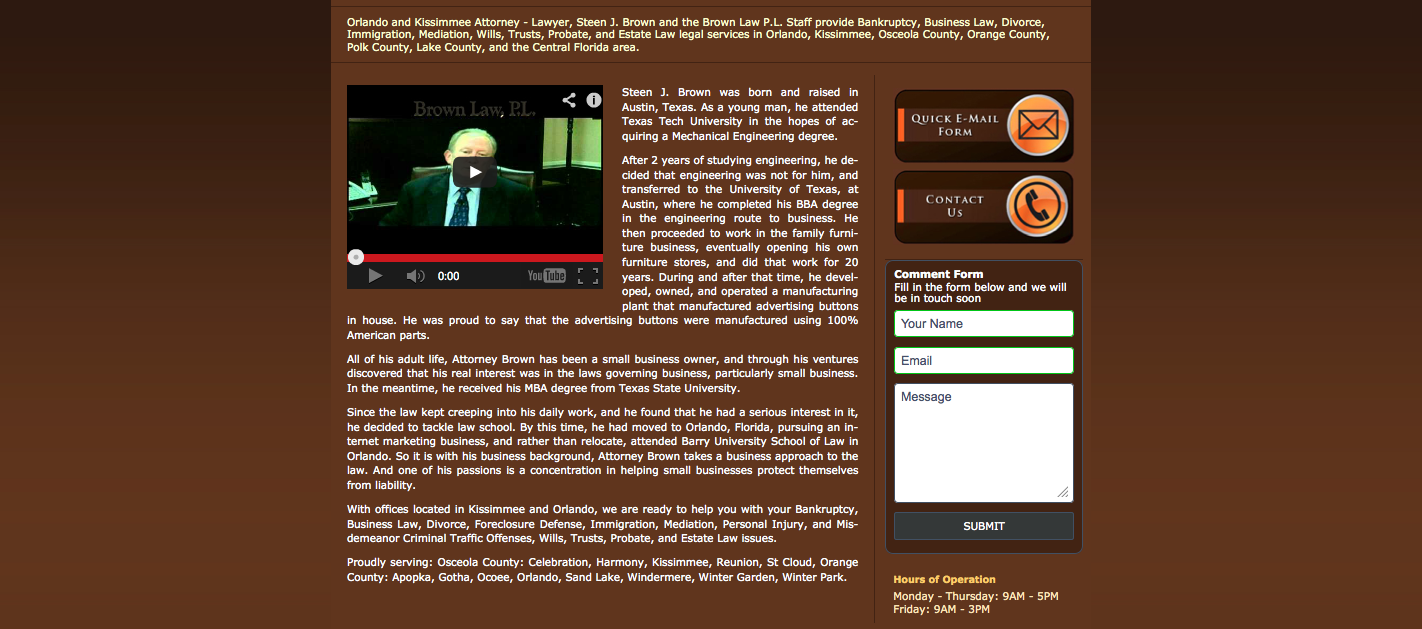 Orlando and Kissimmee Attorney - Lawyer, Steen J. Brown and the Brown Law P.L. Staff provide Bankruptcy, Business Law, Divorce,
Immigration, Mediation, Wills, Trusts, Probate, and Estate Law legal services in Orlando, Kissimmee, Osceola County, Orange County,
Polk County, Lake County, and the Central Florida area.
Brown Law, P.L.
0:00
YouTube
Steen J. Brown was born and raised in
Austin, Texas. As a young man, he attended
Texas Tech University in the hopes of ac-
quiring a Mechanical Engineering degree.
After 2 years of studying engineering, he de-
cided that engineering was not for him, and
transferred to the University of Texas, at
Austin, where he completed his BBA degree
in the engineering route to business. He
then proceeded to work in the family furni-
ture business, eventually opening his own
furniture stores, and did that work for 20
years. During and after that time, he devel-
oped, owned, and operated a manufacturing
plant that manufactured advertising buttons
in house. He was proud to say that the advertising buttons were manufactured using 100%
American parts.
All of his adult life, Attorney Brown has been a small business owner, and through his ventures
discovered that his real interest was in the laws governing business, particularly small business.
In the meantime, he received his MBA degree from Texas State University.
Since the law kept creeping into his daily work, and he found that he had a serious interest in it,
he decided to tackle law school. By this time, he had moved to Orlando, Florida, pursuing an in-
ternet marketing business, and rather than relocate, attended Barry University School of Law in
Orlando. So it is with his business background, Attorney Brown takes a business approach to the
law. And one of his passions is a concentration in helping small businesses protect themselves
from liability.
With offices located in Kissimmee and Orlando, we are ready to help you with your Bankruptcy,
Business Law, Divorce, Foreclosure Defense, Immigration, Mediation, Personal Injury, and Mis-
demeanor Criminal Traffic Offenses, Wills, Trusts, Probate, and Estate Law issues.
Proudly serving: Osceola County: Celebration, Harmony, Kissimmee, Reunion, St Cloud, Orange
County: Apopka, Gotha, Ocoee, Orlando, Sand Lake, Windermere, Winter Garden, Winter Park.
Quick E-Mail
Form
Contact
Us
Comment Form
Fill in the form below and we will
be in touch soon
Your Name
Email
Message
SUBMIT
Hours of Operation
Monday - Thursday: 9AM - 5PM
Friday: 9AM - 3PM